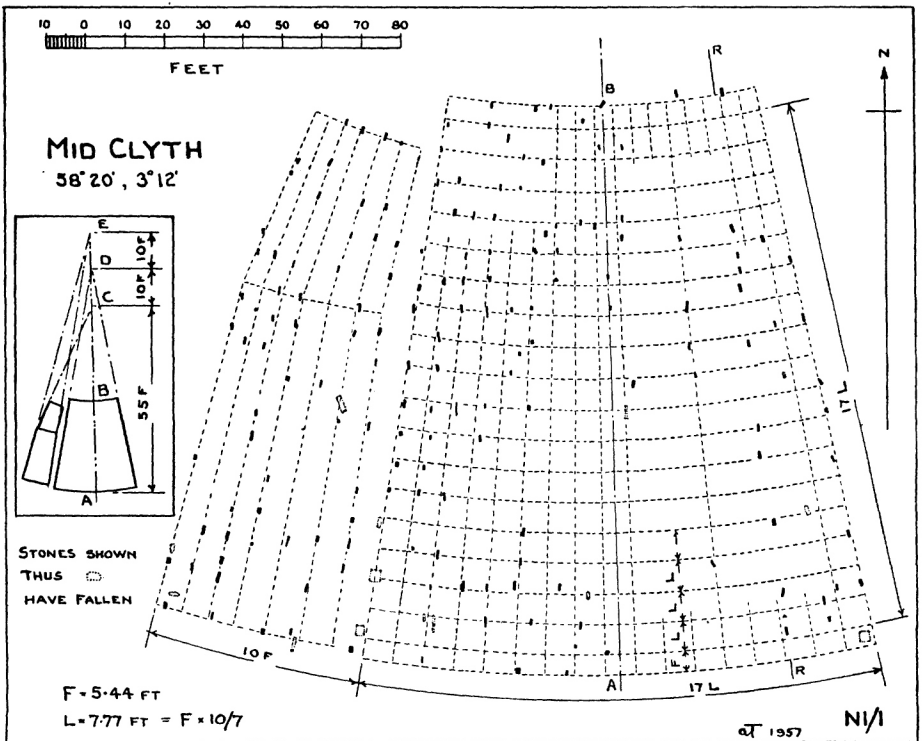 10 0 10 20 30 40 50 60 70 80
FEET
MID CLYTH
58°20', 3°12'
E
D
C
B
A
10F
10F
55F
STONES SHOWN
THUS
HAVE FALLEN
B
R
N
17L
L
L
L
F
10F
A
17L
R
F = 5·44 FT
L = 7·77 FT = F × 10/7
aT 1957
N1/1